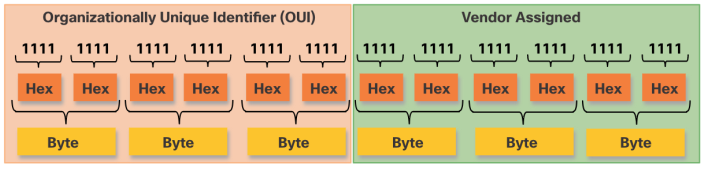 Organizationally Unique Identifier (OUI) Vendor Assigned
1111 1111 1111 1111 1111 1111 1111 1111 1111 1111 1111 1111
Hex Hex Hex Hex Hex Hex Hex Hex Hex Hex Hex Hex
Byte Byte Byte Byte Byte Byte